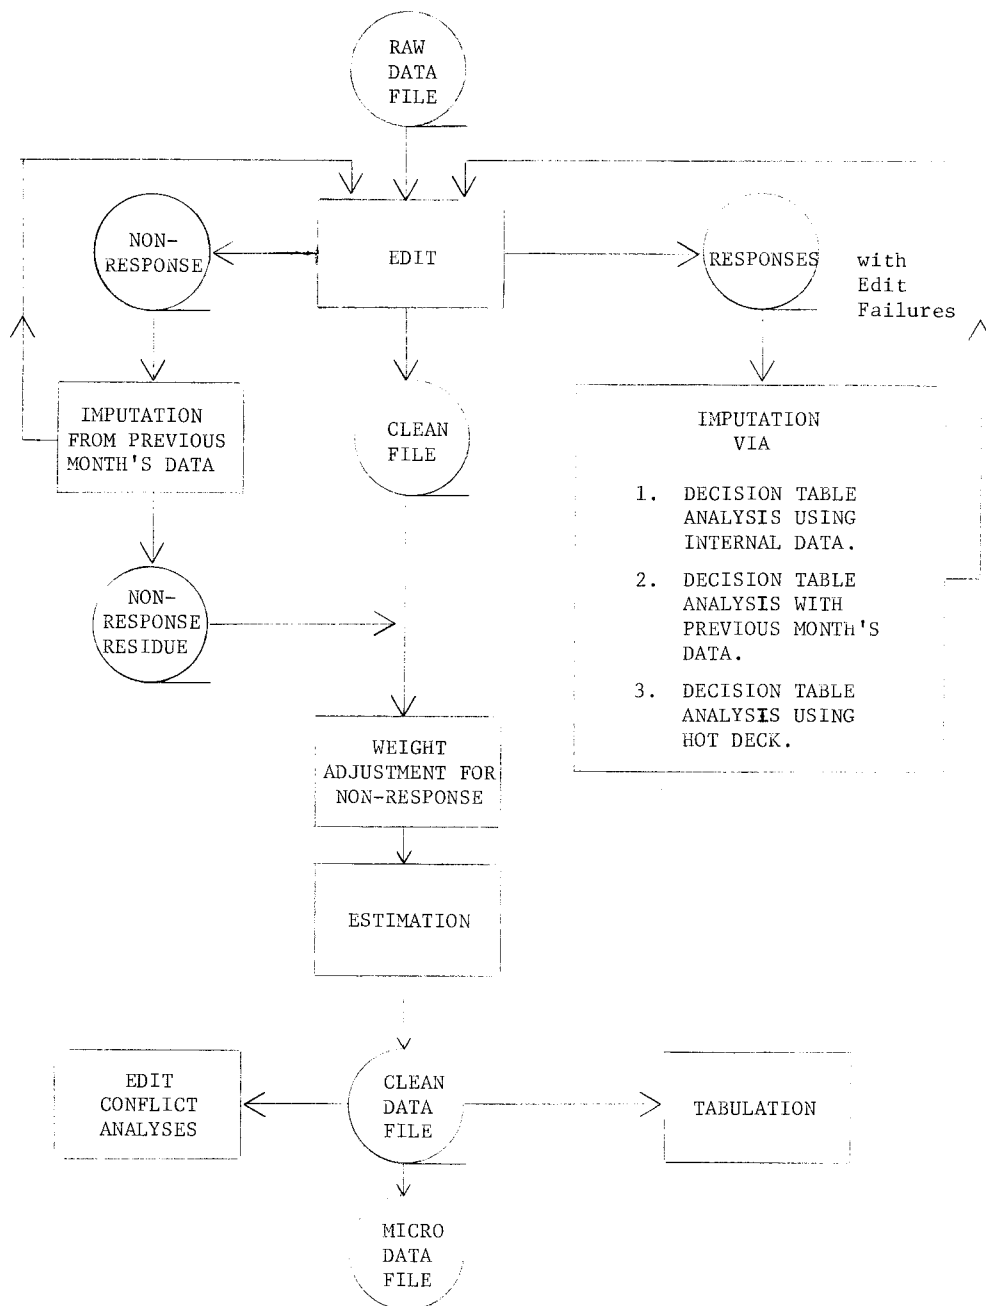 RAW
DATA
FILE
NON-
RESPONSE
EDIT
RESPONSES
with
Edit
Failures
IMPUTATION
FROM PREVIOUS
MONTH'S DATA
CLEAN
FILE
IMPUTATION
VIA
1. DECISION TABLE
ANALYSIS USING
INTERNAL DATA.
2. DECISION TABLE
ANALYSIS WITH
PREVIOUS MONTH'S
DATA.
3. DECISION TABLE
ANALYSIS USING
HOT DECK.
NON-
RESPONSE
RESIDUE
WEIGHT
ADJUSTMENT FOR
NON-RESPONSE
ESTIMATION
EDIT
CONFLICT
ANALYSES
CLEAN
DATA
FILE
TABULATION
MICRO
DATA
FILE